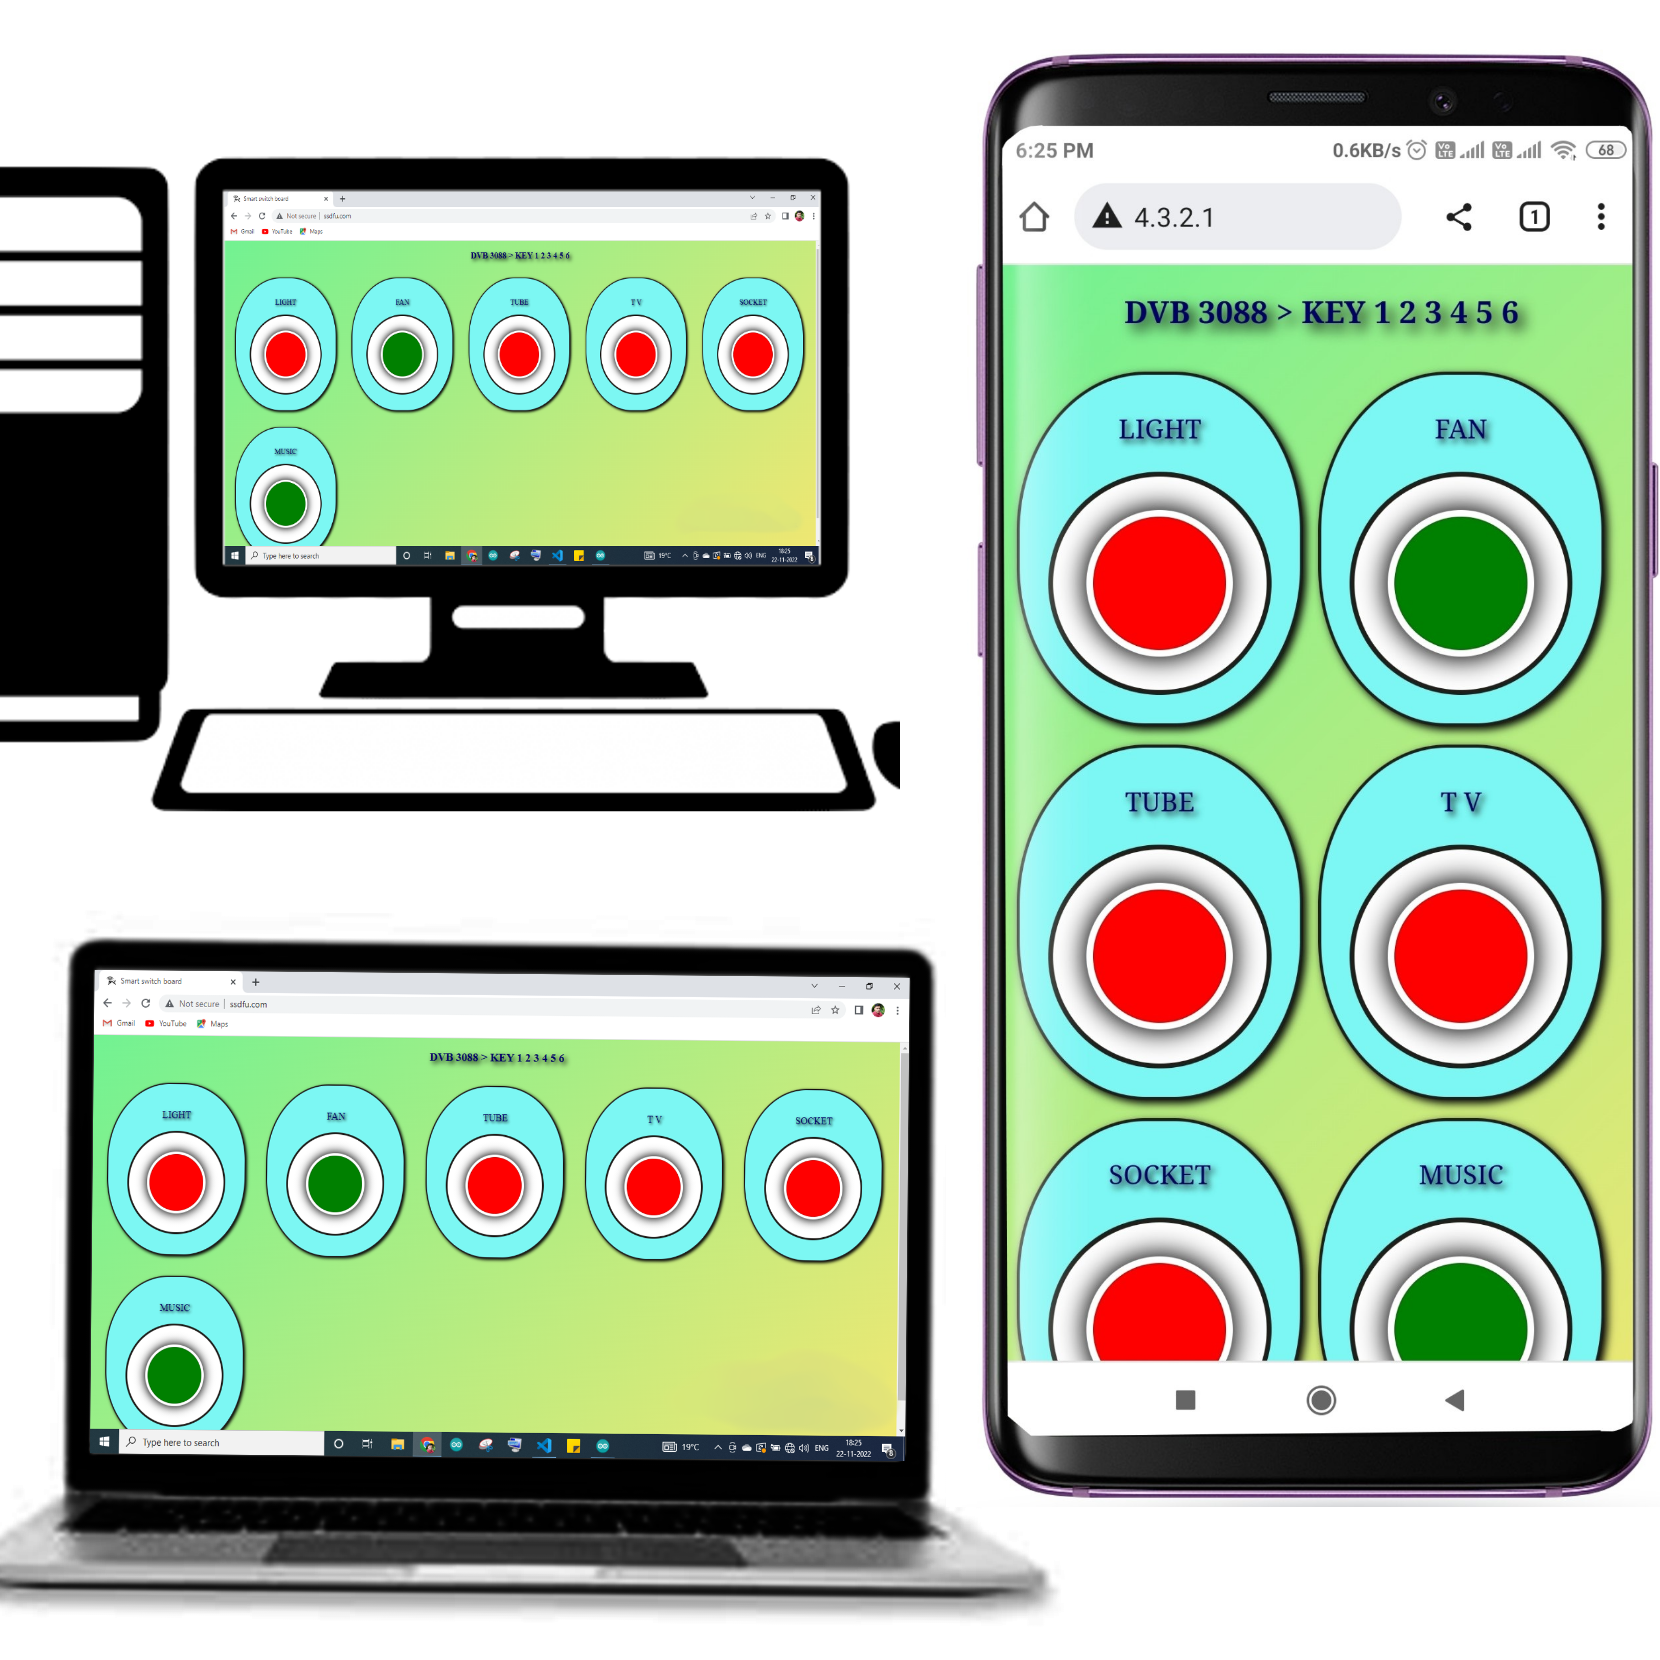 Smart switch board
Not secure | ssdfu.com
Gmail YouTube Maps
DVB 3088 > KEY 1 2 3 4 5 6
LIGHT FAN TUBE T V SOCKET
MUSIC
Type here to search 19°C ENG 18:25
22-11-2022
6:25 PM 0.6KB/s Vo LTE Vo LTE 68
4.3.2.1 1
DVB 3088 > KEY 1 2 3 4 5 6
LIGHT FAN
TUBE T V
SOCKET MUSIC
Smart switch board
Not secure | ssdfu.com
Gmail YouTube Maps
DVB 3088 > KEY 1 2 3 4 5 6
LIGHT FAN TUBE T V SOCKET
MUSIC
Type here to search 19°C ENG 18:25
22-11-2022